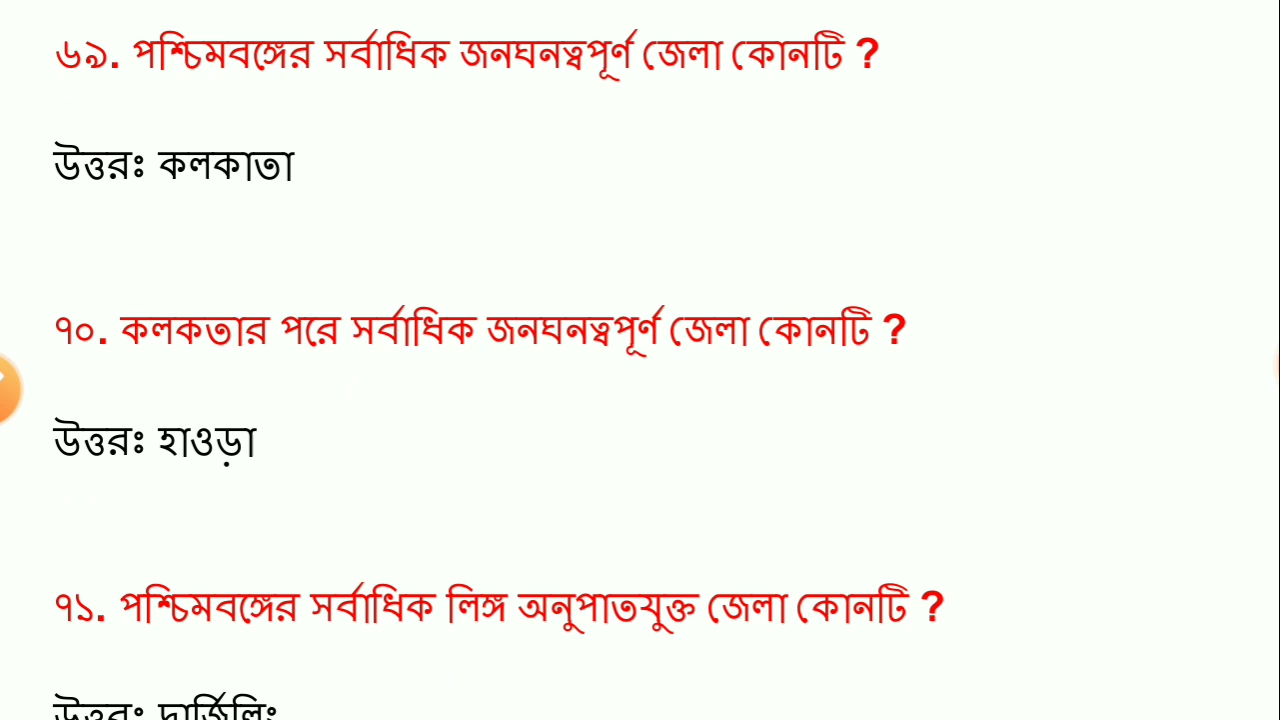 ৬৯. পশ্চিমবঙ্গের সর্বাধিক জনঘনত্বপূর্ণ জেলা কোনটি ?
উত্তরঃ কলকাতা
৭০. কলকতার পরে সর্বাধিক জনঘনত্বপূর্ণ জেলা কোনটি ?
উত্তরঃ হাওড়া
৭১. পশ্চিমবঙ্গের সর্বাধিক লিঙ্গ অনুপাতযুক্ত জেলা কোনটি ?
উত্তরঃ দার্জিলিং